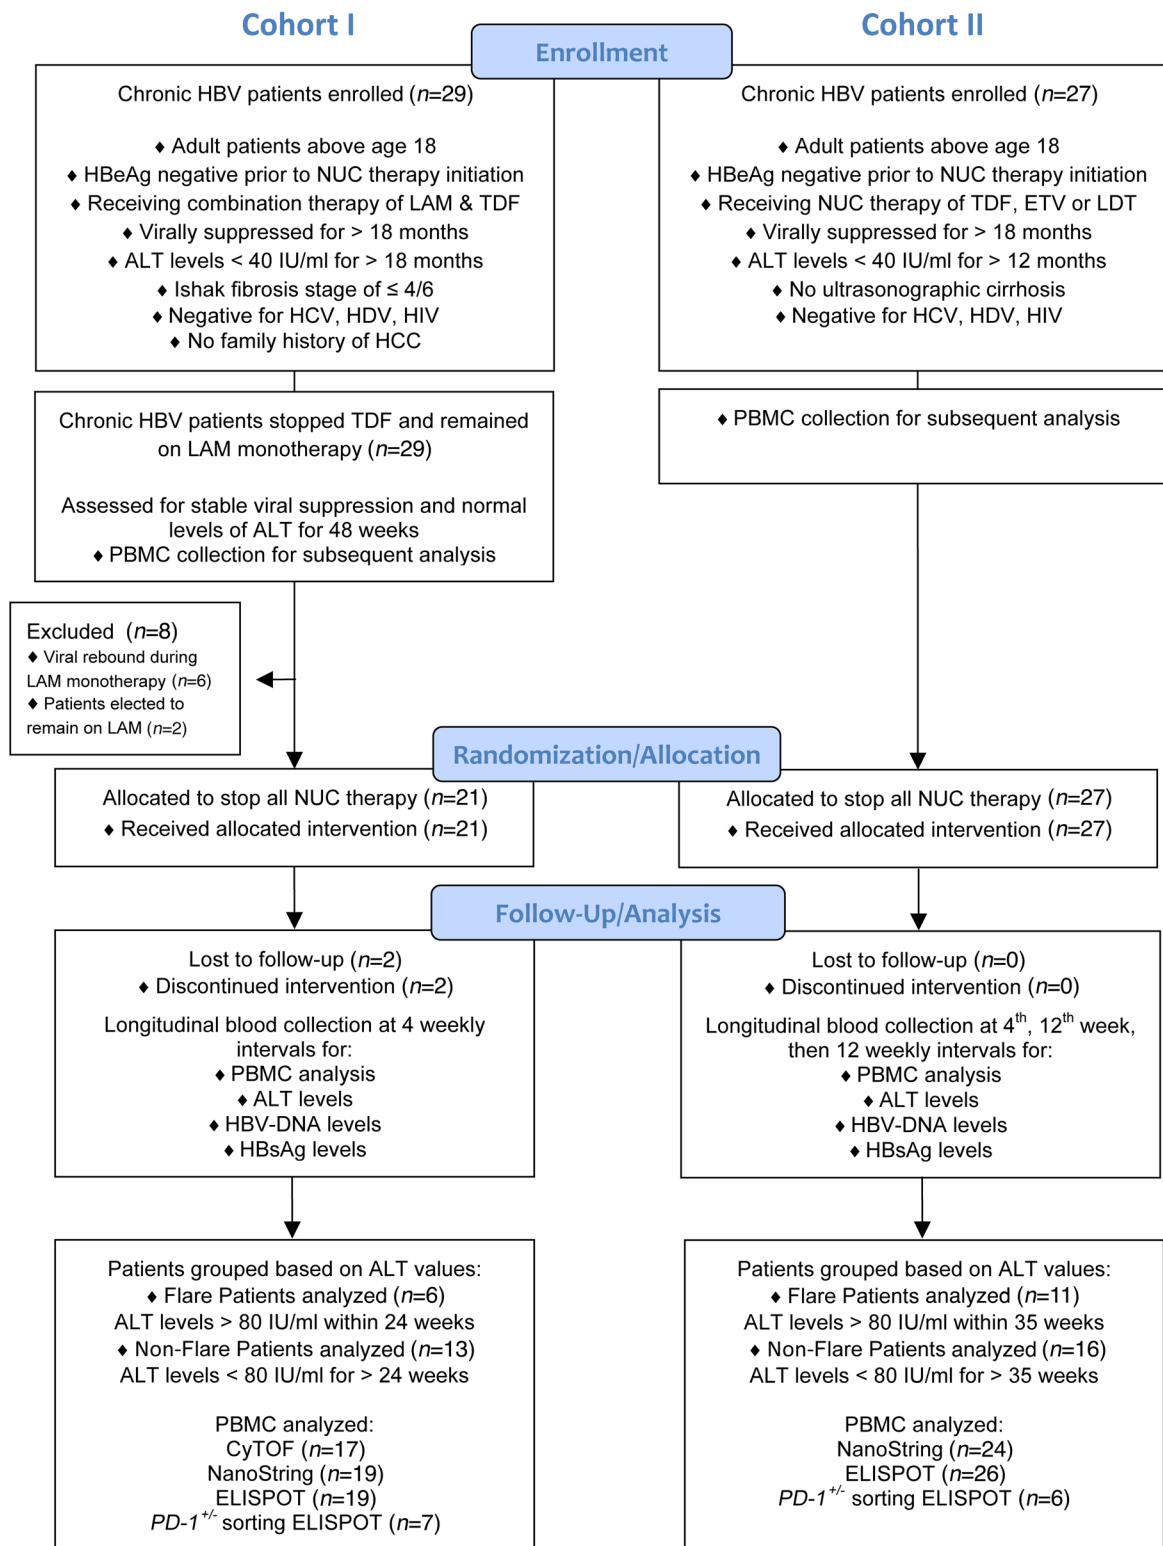 Cohort I
Cohort II
Enrollment
Chronic HBV patients enrolled (n=29)
♦ Adult patients above age 18
♦ HBeAg negative prior to NUC therapy initiation
♦ Receiving combination therapy of LAM & TDF
♦ Virally suppressed for > 18 months
♦ ALT levels < 40 IU/ml for > 18 months
♦ Ishak fibrosis stage of ≤ 4/6
♦ Negative for HCV, HDV, HIV
♦ No family history of HCC
Chronic HBV patients enrolled (n=27)
♦ Adult patients above age 18
♦ HBeAg negative prior to NUC therapy initiation
♦ Receiving NUC therapy of TDF, ETV or LDT
♦ Virally suppressed for > 18 months
♦ ALT levels < 40 IU/ml for > 12 months
♦ No ultrasonographic cirrhosis
♦ Negative for HCV, HDV, HIV
Chronic HBV patients stopped TDF and remained
on LAM monotherapy (n=29)
Assessed for stable viral suppression and normal
levels of ALT for 48 weeks
♦ PBMC collection for subsequent analysis
♦ PBMC collection for subsequent analysis
Excluded (n=8)
♦ Viral rebound during
LAM monotherapy (n=6)
♦ Patients elected to
remain on LAM (n=2)
Randomization/Allocation
Allocated to stop all NUC therapy (n=21)
♦ Received allocated intervention (n=21)
Allocated to stop all NUC therapy (n=27)
♦ Received allocated intervention (n=27)
Follow-Up/Analysis
Lost to follow-up (n=2)
♦ Discontinued intervention (n=2)
Longitudinal blood collection at 4 weekly
intervals for:
♦ PBMC analysis
♦ ALT levels
♦ HBV-DNA levels
♦ HBsAg levels
Lost to follow-up (n=0)
♦ Discontinued intervention (n=0)
Longitudinal blood collection at 4th, 12th week,
then 12 weekly intervals for:
♦ PBMC analysis
♦ ALT levels
♦ HBV-DNA levels
♦ HBsAg levels
Patients grouped based on ALT values:
♦ Flare Patients analyzed (n=6)
ALT levels > 80 IU/ml within 24 weeks
♦ Non-Flare Patients analyzed (n=13)
ALT levels < 80 IU/ml for > 24 weeks
PBMC analyzed:
CyTOF (n=17)
NanoString (n=19)
ELISPOT (n=19)
PD-1+/- sorting ELISPOT (n=7)
Patients grouped based on ALT values:
♦ Flare Patients analyzed (n=11)
ALT levels > 80 IU/ml within 35 weeks
♦ Non-Flare Patients analyzed (n=16)
ALT levels < 80 IU/ml for > 35 weeks
PBMC analyzed:
NanoString (n=24)
ELISPOT (n=26)
PD-1+/- sorting ELISPOT (n=6)